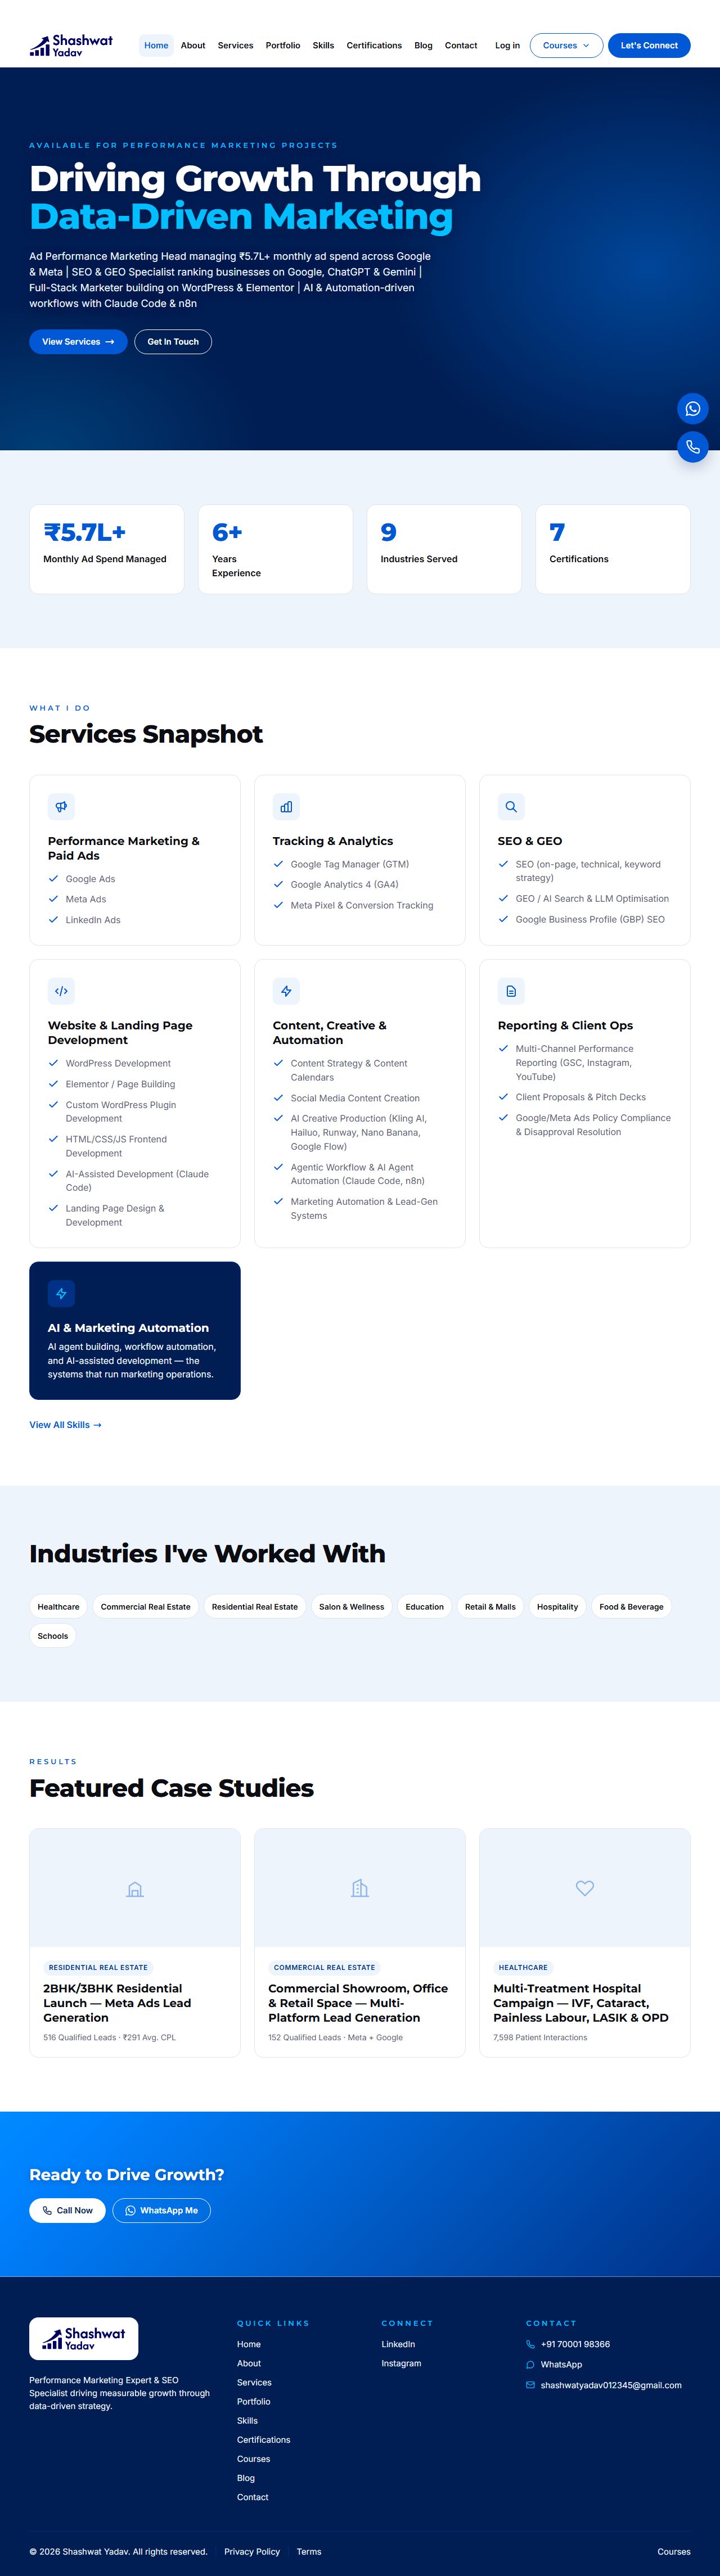 Shashwat
Yadav
Home
About
Services
Portfolio
Skills
Certifications
Blog
Contact
Log in
Courses
Let's Connect
AVAILABLE FOR PERFORMANCE MARKETING PROJECTS
Driving Growth Through
Data-Driven Marketing
Ad Performance Marketing Head managing ₹5.7L+ monthly ad spend across Google
& Meta | SEO & GEO Specialist ranking businesses on Google, ChatGPT & Gemini |
Full-Stack Marketer building on WordPress & Elementor | AI & Automation-driven
workflows with Claude Code & n8n
View Services →
Get In Touch
₹5.7L+
Monthly Ad Spend Managed
6+
Years
Experience
9
Industries Served
7
Certifications
WHAT I DO
Services Snapshot
Performance Marketing &
Paid Ads
Google Ads
Meta Ads
LinkedIn Ads
Tracking & Analytics
Google Tag Manager (GTM)
Google Analytics 4 (GA4)
Meta Pixel & Conversion Tracking
SEO & GEO
SEO (on-page, technical, keyword
strategy)
GEO / AI Search & LLM Optimisation
Google Business Profile (GBP) SEO
Website & Landing Page
Development
WordPress Development
Elementor / Page Building
Custom WordPress Plugin
Development
HTML/CSS/JS Frontend
Development
AI-Assisted Development (Claude
Code)
Landing Page Design &
Development
Content, Creative &
Automation
Content Strategy & Content
Calendars
Social Media Content Creation
AI Creative Production (Kling AI,
Hailuo, Runway, Nano Banana,
Google Flow)
Agentic Workflow & AI Agent
Automation (Claude Code, n8n)
Marketing Automation & Lead-Gen
Systems
Reporting & Client Ops
Multi-Channel Performance
Reporting (GSC, Instagram,
YouTube)
Client Proposals & Pitch Decks
Google/Meta Ads Policy Compliance
& Disapproval Resolution
AI & Marketing Automation
AI agent building, workflow automation,
and AI-assisted development — the
systems that run marketing operations.
View All Skills →
Industries I've Worked With
Healthcare
Commercial Real Estate
Residential Real Estate
Salon & Wellness
Education
Retail & Malls
Hospitality
Food & Beverage
Schools
RESULTS
Featured Case Studies
RESIDENTIAL REAL ESTATE
2BHK/3BHK Residential
Launch — Meta Ads Lead
Generation
516 Qualified Leads · ₹291 Avg. CPL
COMMERCIAL REAL ESTATE
Commercial Showroom, Office
& Retail Space — Multi-
Platform Lead Generation
152 Qualified Leads · Meta + Google
HEALTHCARE
Multi-Treatment Hospital
Campaign — IVF, Cataract,
Painless Labour, LASIK & OPD
7,598 Patient Interactions
Ready to Drive Growth?
Call Now
WhatsApp Me
Shashwat
Yadav
Performance Marketing Expert & SEO
Specialist driving measurable growth through
data-driven strategy.
QUICK LINKS
Home
About
Services
Portfolio
Skills
Certifications
Courses
Blog
Contact
CONNECT
LinkedIn
Instagram
CONTACT
+91 70001 98366
WhatsApp
shashwatyadav012345@gmail.com
© 2026 Shashwat Yadav. All rights reserved.
Privacy Policy
Terms
Courses